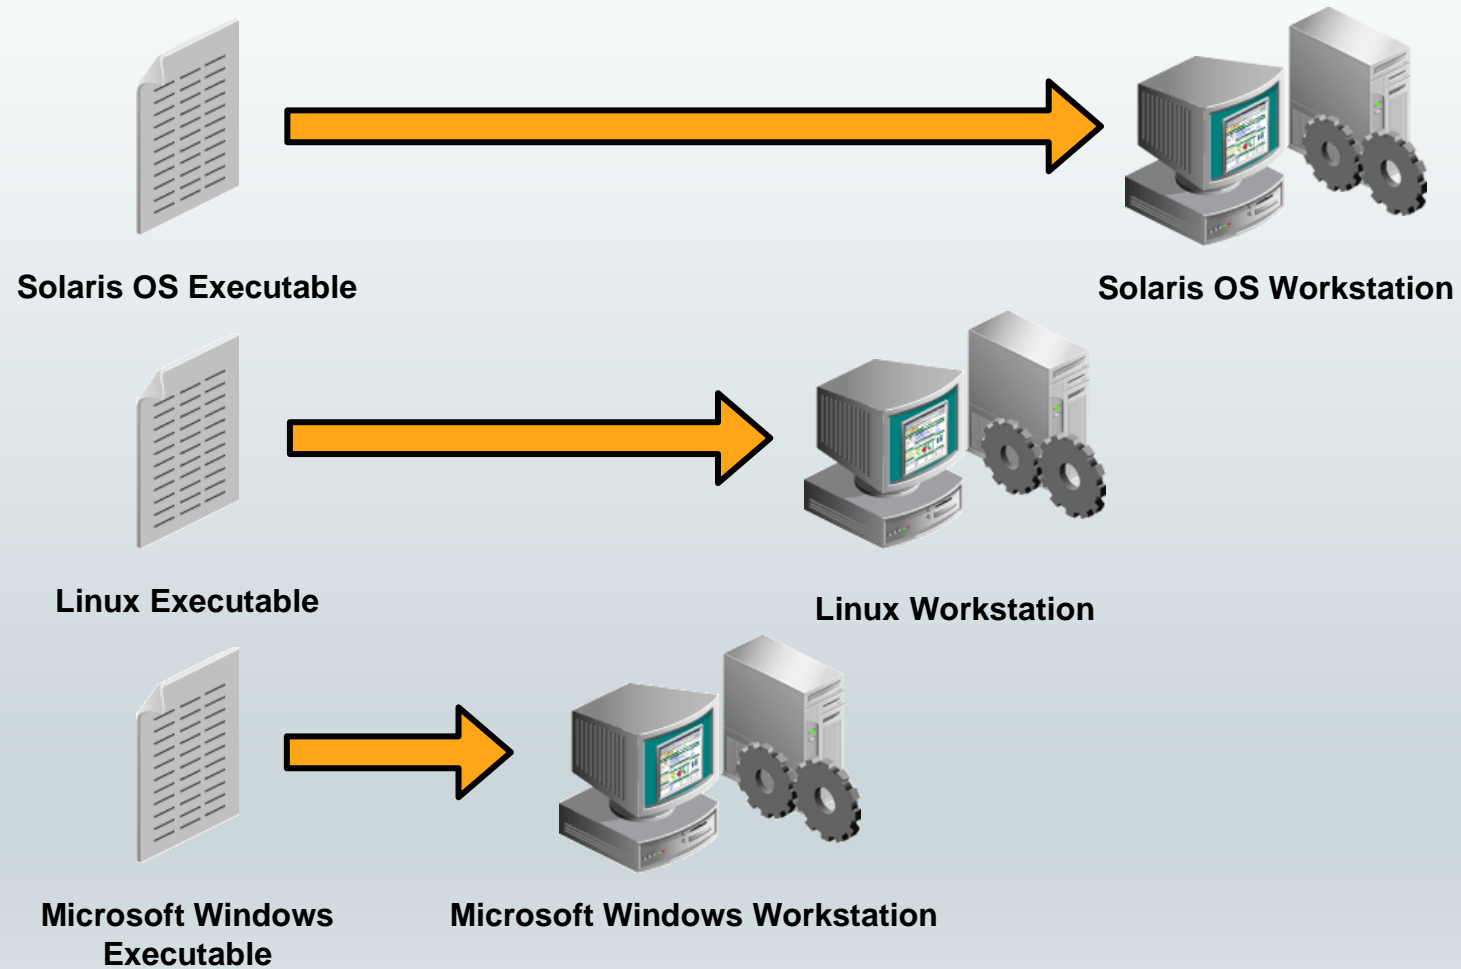 Solaris OS Executable
Solaris OS Workstation
Linux Executable
Linux Workstation
Microsoft Windows
Executable
Microsoft Windows Workstation